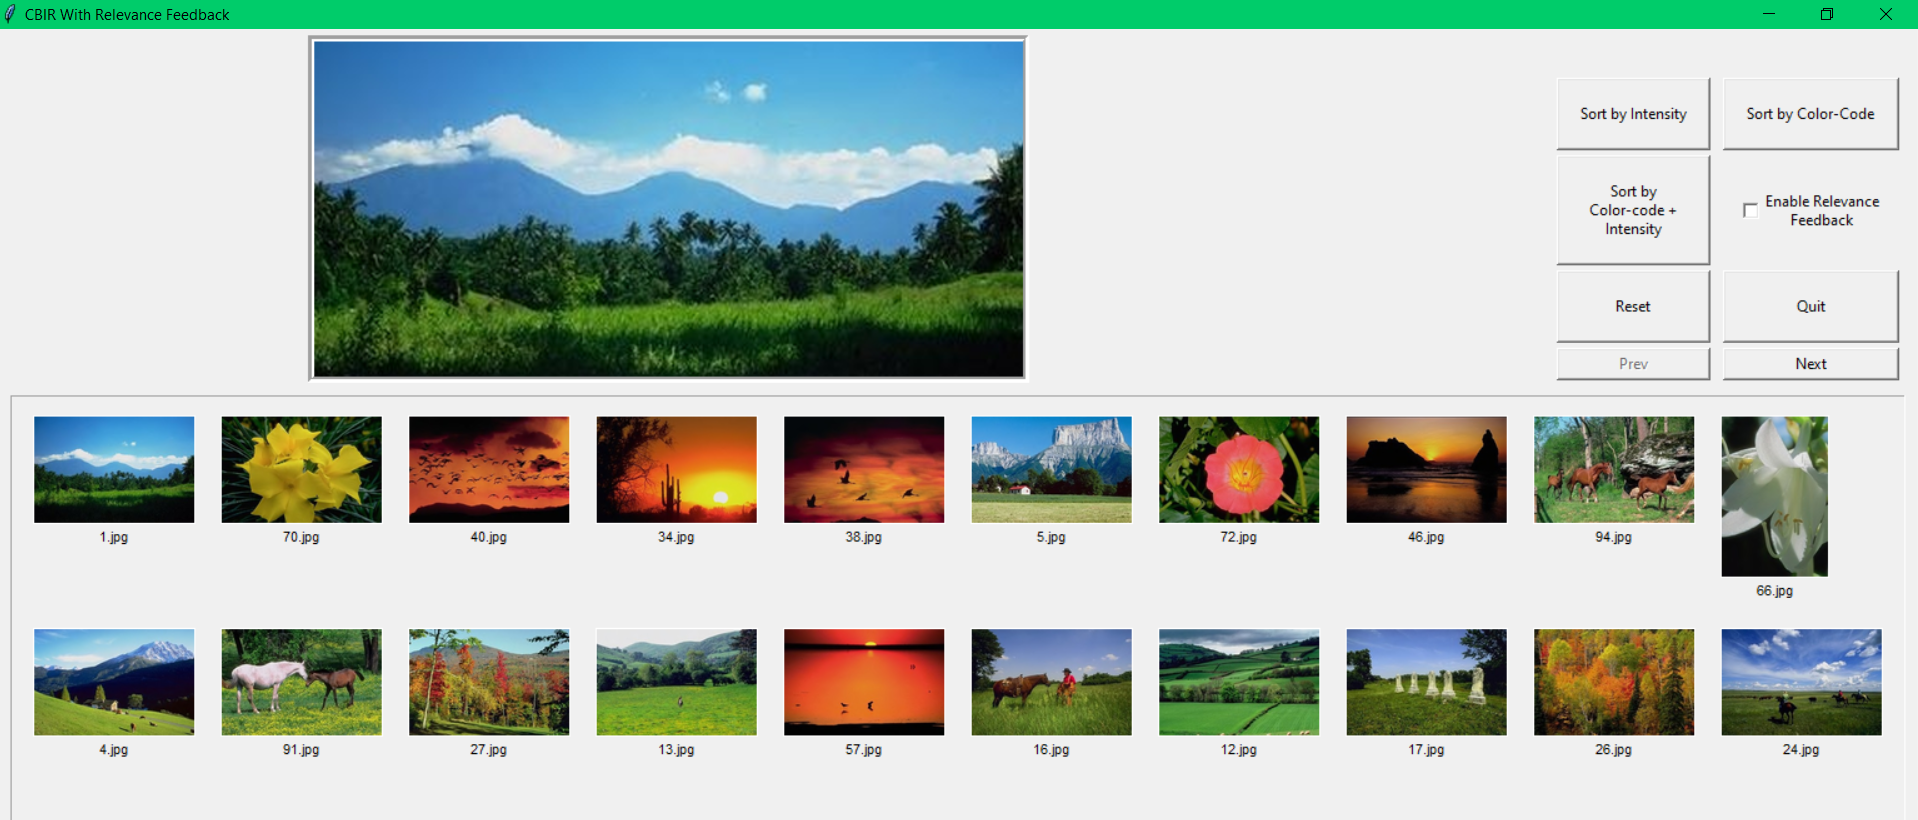 CBIR With Relevance Feedback
Sort by Intensity
Sort by Color-Code
Sort by
Color-code +
Intensity
Enable Relevance
Feedback
Reset
Quit
Prev
Next
1.jpg
70.jpg
40.jpg
34.jpg
38.jpg
5.jpg
72.jpg
46.jpg
94.jpg
66.jpg
4.jpg
91.jpg
27.jpg
13.jpg
57.jpg
16.jpg
12.jpg
17.jpg
26.jpg
24.jpg